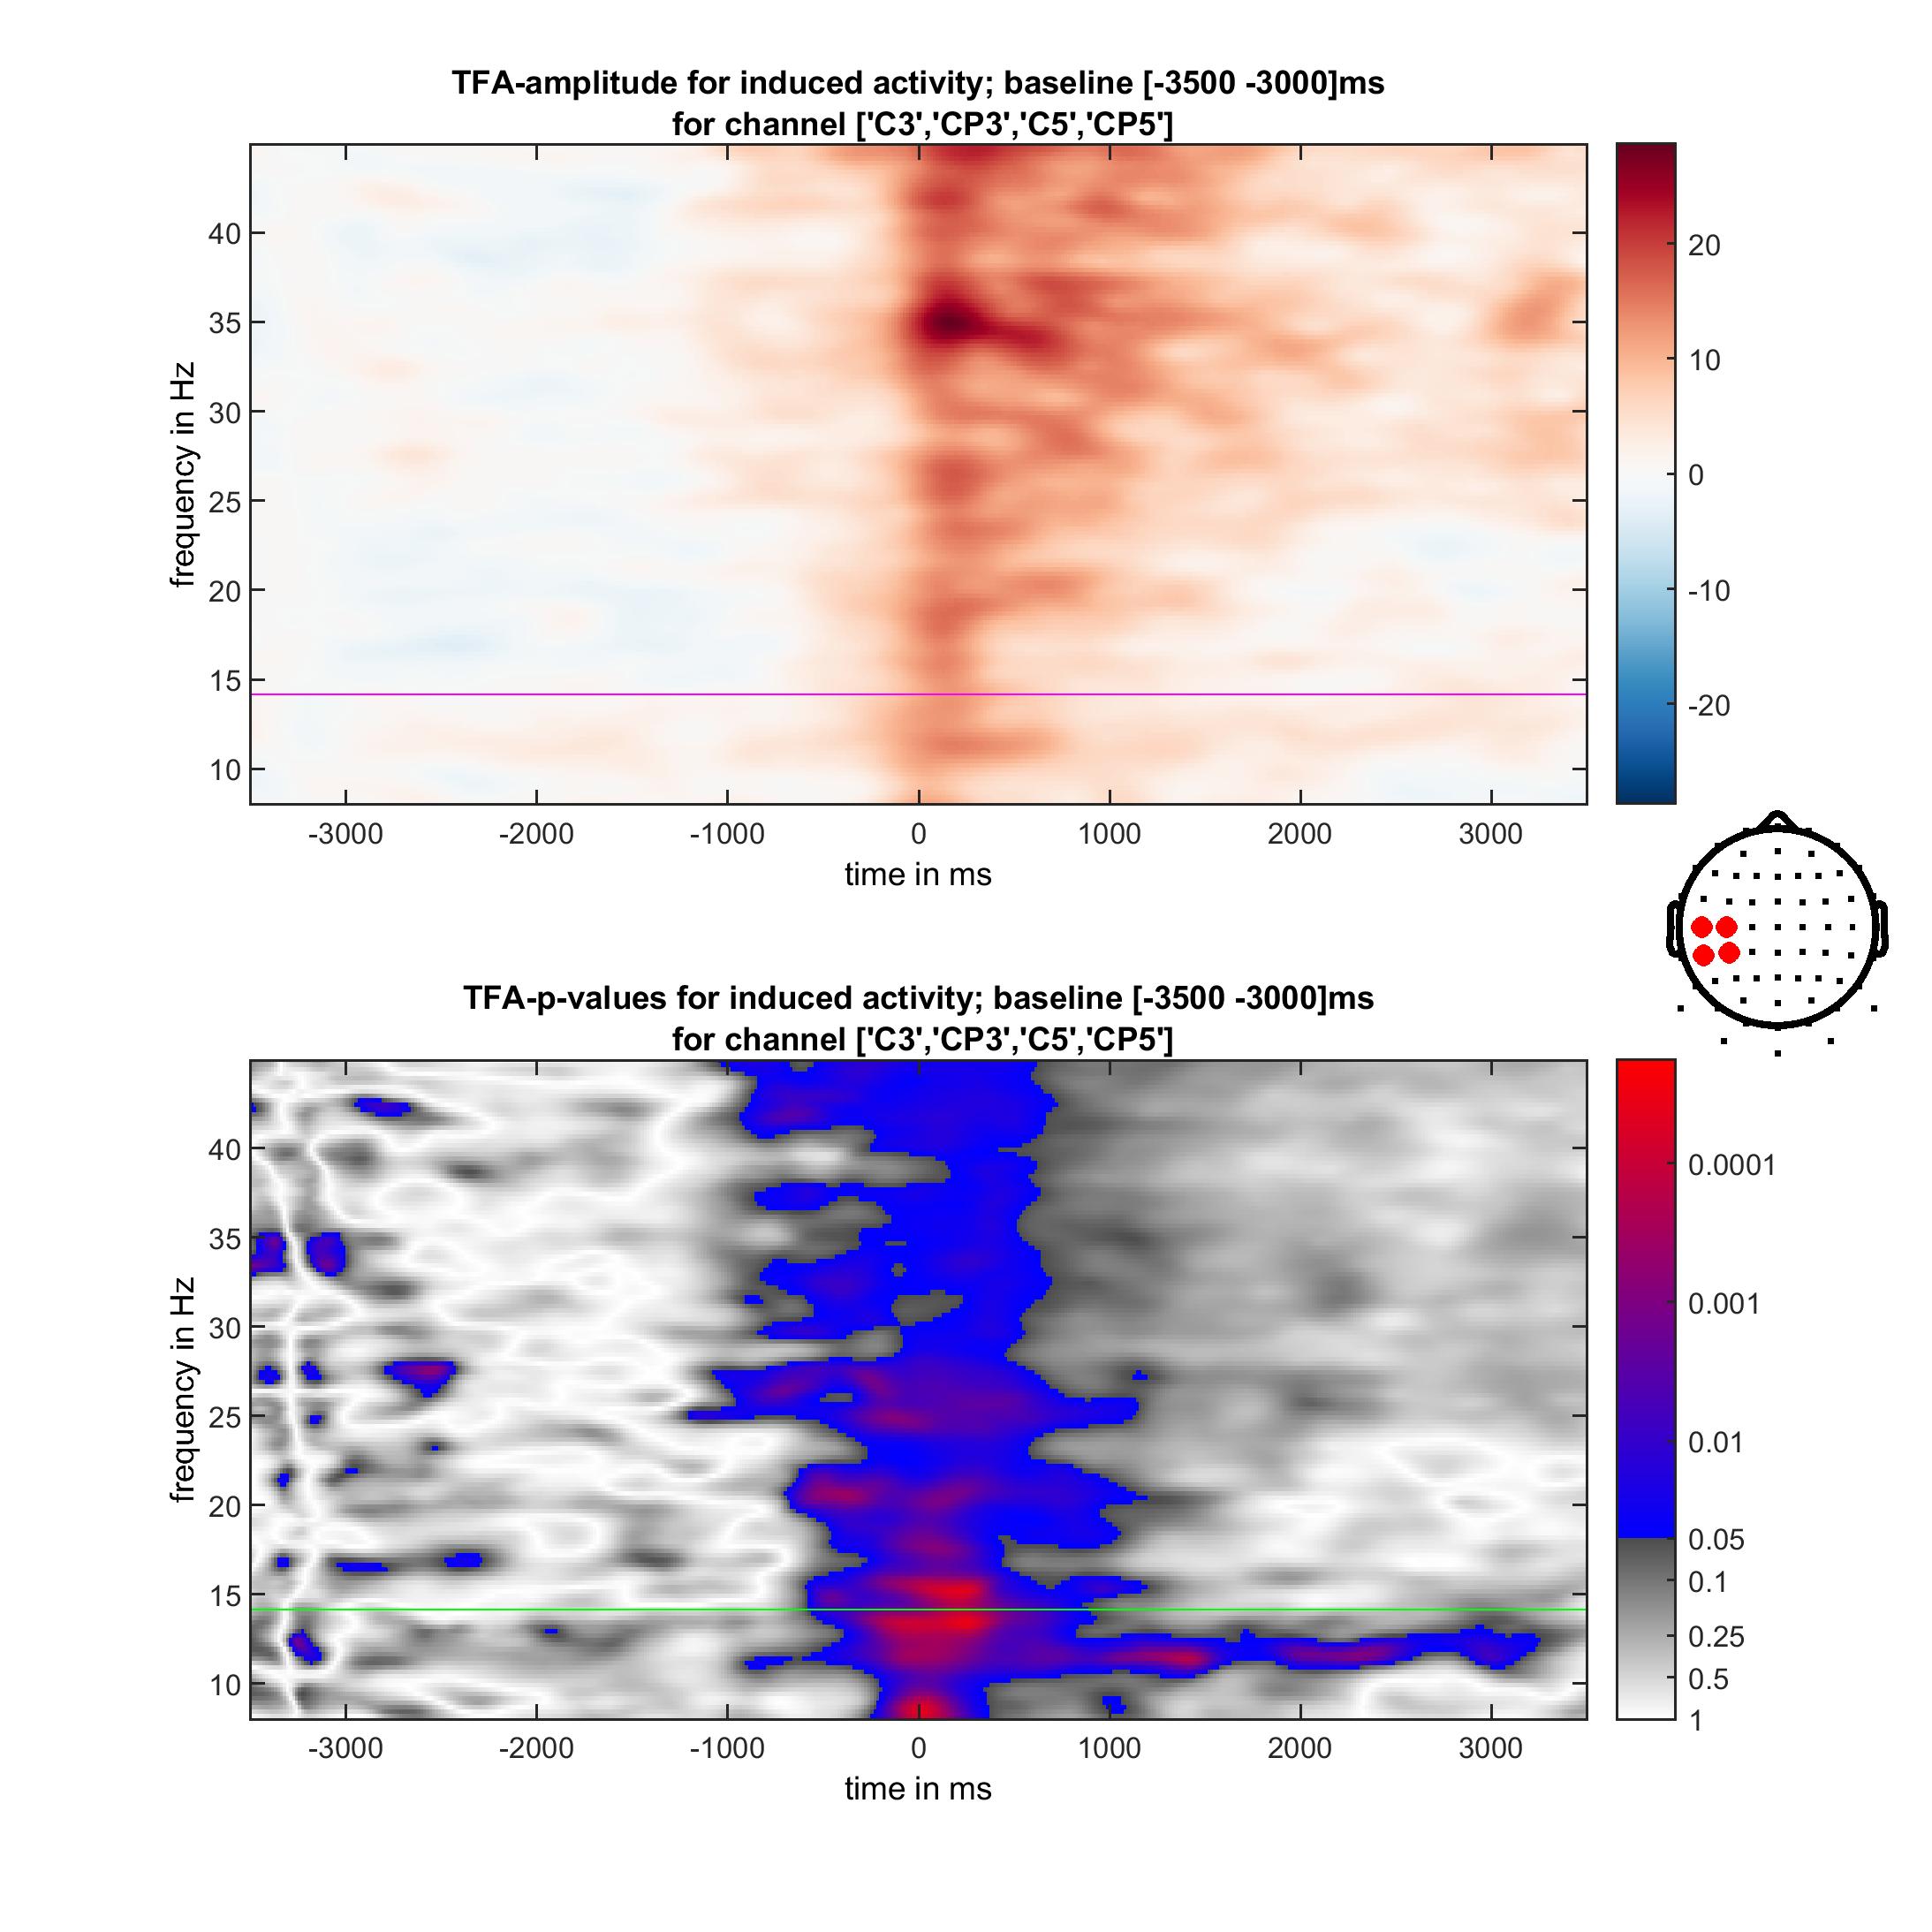 TFA-amplitude for induced activity; baseline [-3500 -3000]ms
for channel ['C3','CP3','C5','CP5']
frequency in Hz
40
35
30
25
20
15
10
-3000 -2000 -1000 0 1000 2000 3000
time in ms
20
10
0
-10
-20
TFA-p-values for induced activity; baseline [-3500 -3000]ms
for channel ['C3','CP3','C5','CP5']
frequency in Hz
40
35
30
25
20
15
10
-3000 -2000 -1000 0 1000 2000 3000
time in ms
0.0001
0.001
0.01
0.05
0.1
0.25
0.5
1